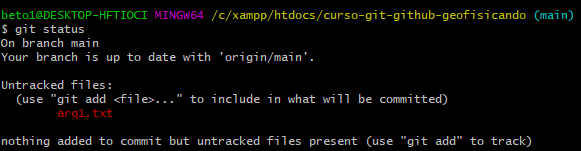 beto1@DESKTOP-HFTIOCI MINGW64 /c/xampp/htdocs/curso-git-github-geofisicando (main)
$ git status
On branch main
Your branch is up to date with 'origin/main'.

Untracked files:
  (use "git add <file>..." to include in what will be committed)
        arq1.txt

nothing added to commit but untracked files present (use "git add" to track)